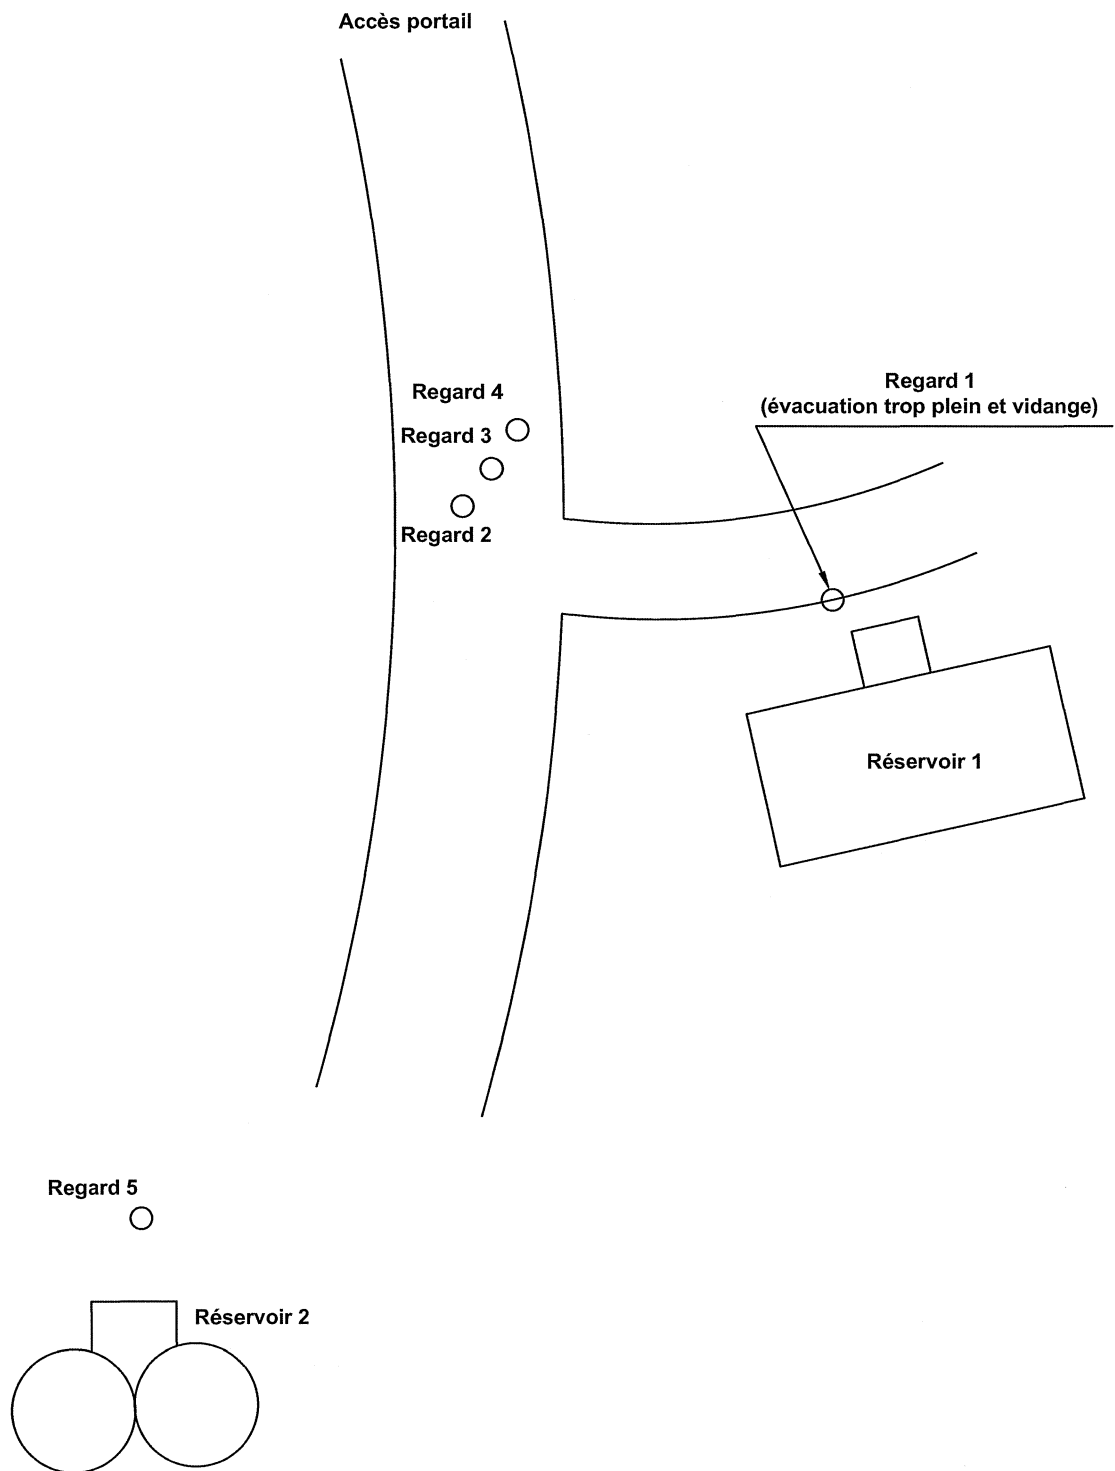 Accès portail
Regard 1
(évacuation trop plein et vidange)
Regard 4
Regard 3
Regard 2
Réservoir 1
Regard 5
Réservoir 2